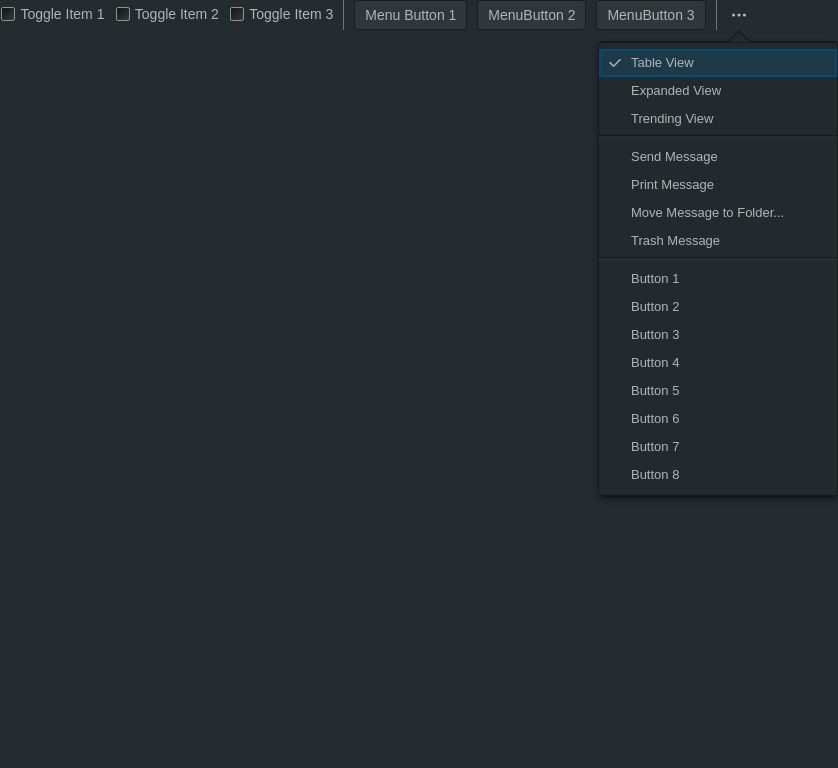 Toggle Item 1 Toggle Item 2 Toggle Item 3 Menu Button 1 MenuButton 2 MenuButton 3
Table View
Expanded View
Trending View
Send Message
Print Message
Move Message to Folder...
Trash Message
Button 1
Button 2
Button 3
Button 4
Button 5
Button 6
Button 7
Button 8